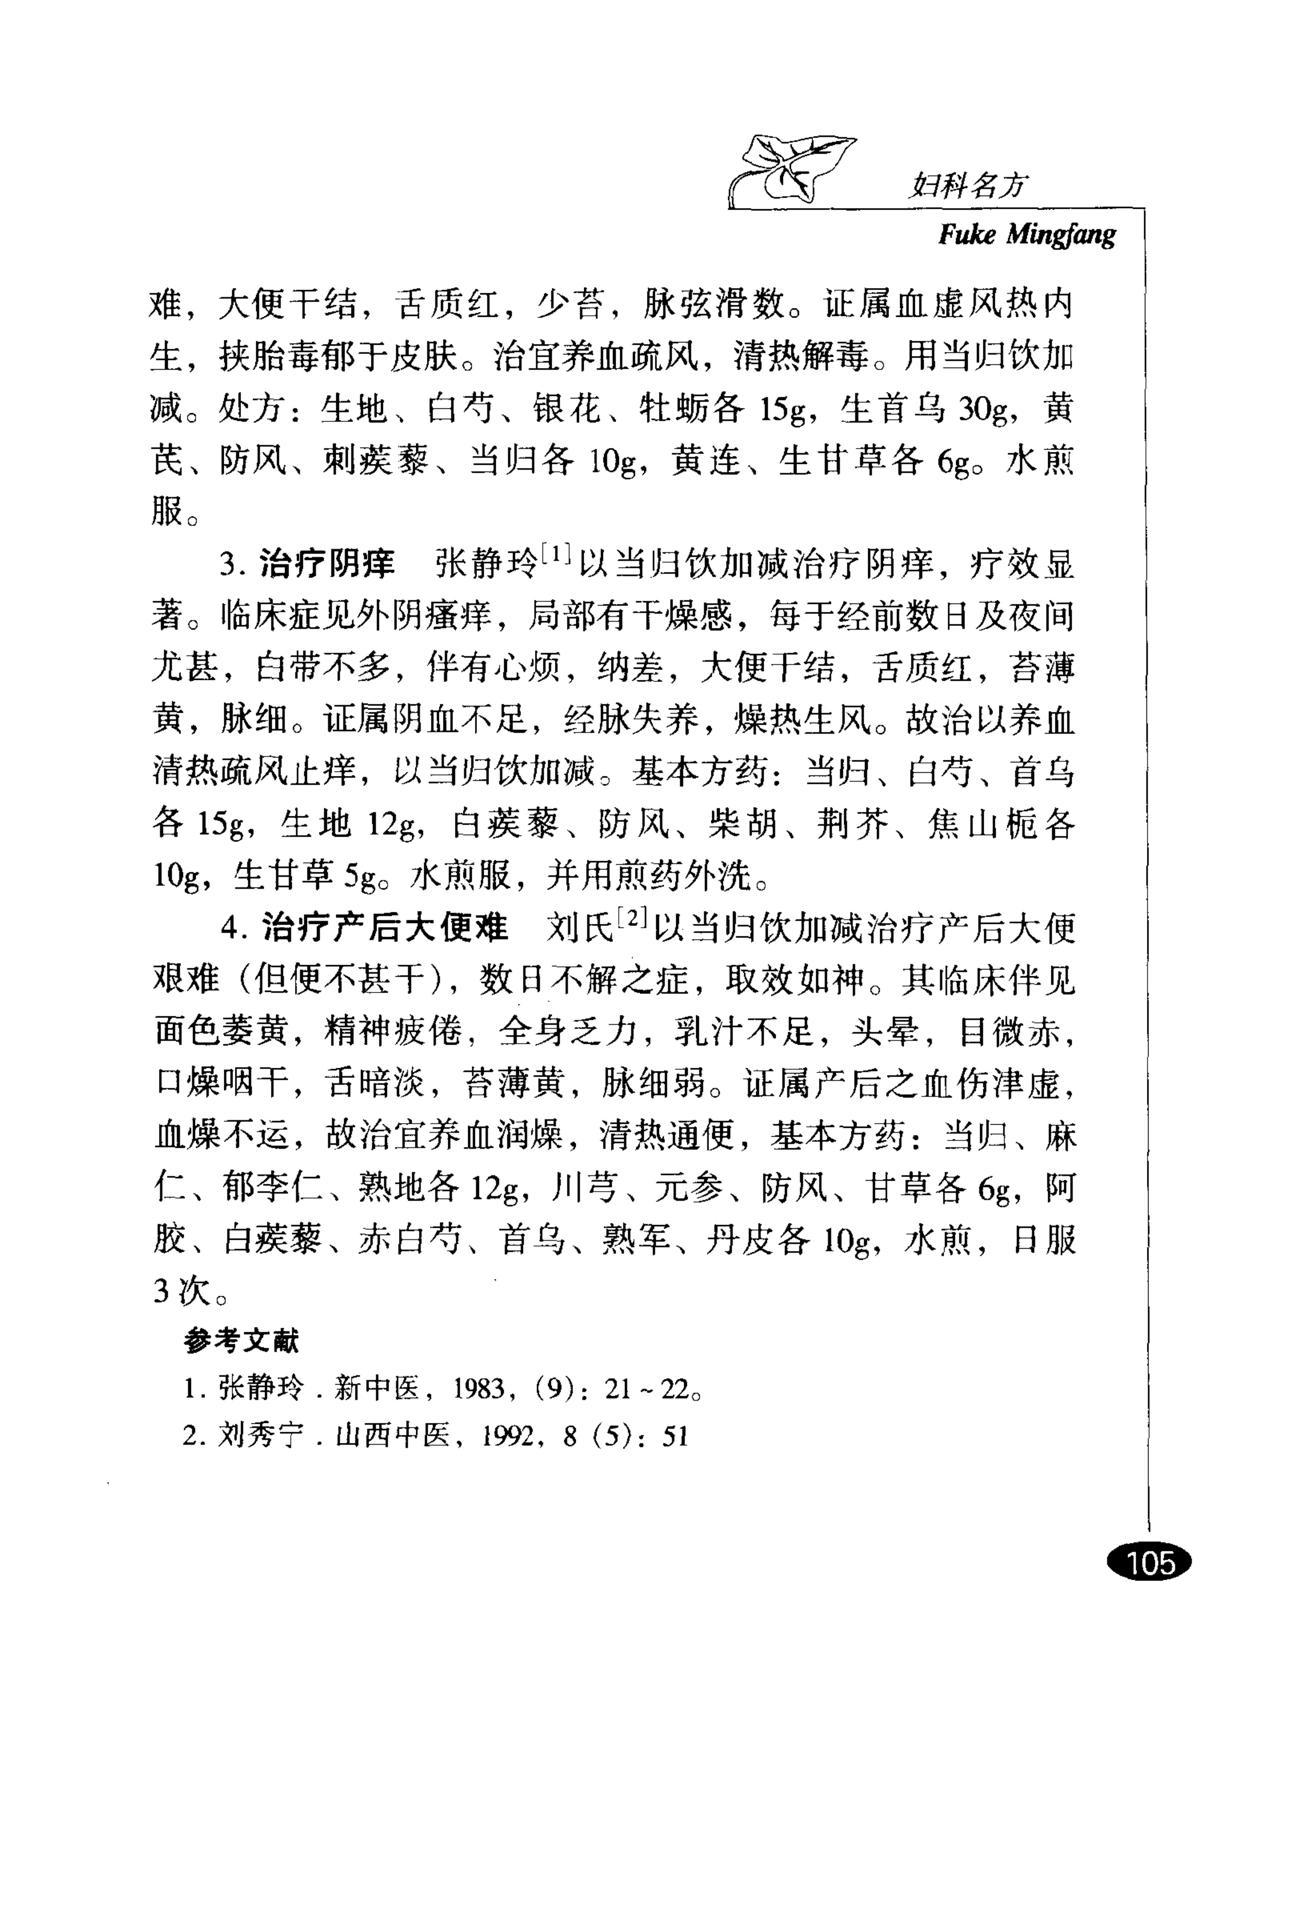 妇科名方
Fuke Mingfang
难，大便干结，舌质红，少苔，脉弦滑数。证属血虚风热内
生，挟胎毒郁于皮肤。治宜养血疏风，清热解毒。用当归饮加
减。处方：生地、白芍、银花、牡蛎各 15g，生首乌 30g，黄
芪、防风、刺蒺藜、当归各 10g，黄连、生甘草各 6g。水煎
服。
3. 治疗阴痒 张静玲[1]以当归饮加减治疗阴痒，疗效显
著。临床症见外阴瘙痒，局部有干燥感，每于经前数日及夜间
尤甚，白带不多，伴有心烦，纳差，大便干结，舌质红，苔薄
黄，脉细。证属阴血不足，经脉失养，燥热生风。故治以养血
清热疏风止痒，以当归饮加减。基本方药：当归、白芍、首乌
各 15g，生地 12g，白蒺藜、防风、柴胡、荆芥、焦山栀各
10g，生甘草 5g。水煎服，并用煎药外洗。
4. 治疗产后大便难 刘氏[2]以当归饮加减治疗产后大便
艰难（但便不甚干），数日不解之症，取效如神。其临床伴见
面色萎黄，精神疲倦，全身乏力，乳汁不足，头晕，目微赤，
口燥咽干，舌暗淡，苔薄黄，脉细弱。证属产后之血伤津虚，
血燥不运，故治宜养血润燥，清热通便，基本方药：当归、麻
仁、郁李仁、熟地各 12g，川芎、元参、防风、甘草各 6g，阿
胶、白蒺藜、赤白芍、首乌、熟军、丹皮各 10g，水煎，日服
3 次。
参考文献
1. 张静玲．新中医，1983，(9)：21～22。
2. 刘秀宁．山西中医，1992，8（5）：51
105